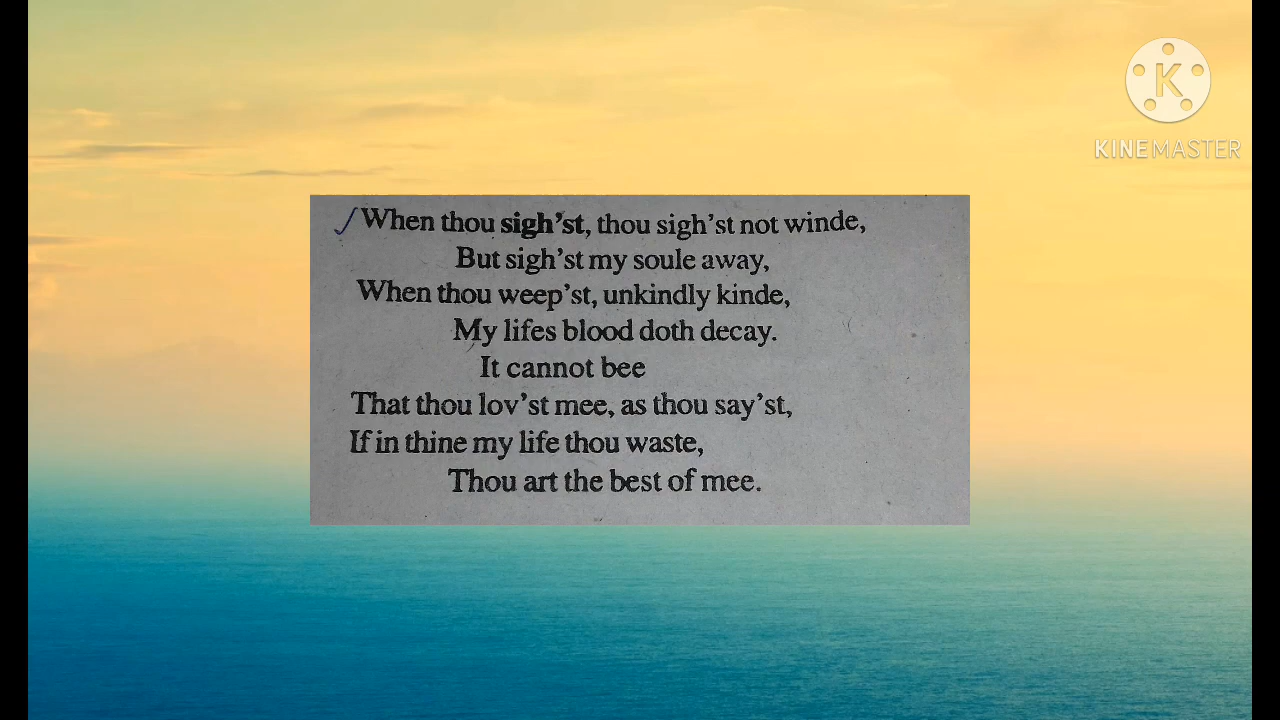 KINEMASTER
When thou sigh'st, thou sigh'st not winde,
But sigh'st my soule away,
When thou weep'st, unkindly kinde,
My lifes blood doth decay.
It cannot bee
That thou lov'st mee, as thou say'st,
If in thine my life thou waste,
Thou art the best of mee.